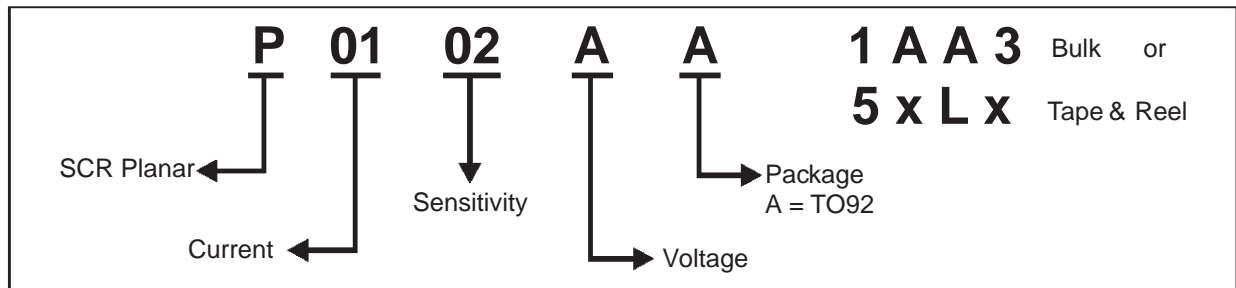 P 01 02 A A 1 A A 3 Bulk or
5 x L x Tape & Reel
SCR Planar
Package
A = TO92
Sensitivity
Current
Voltage